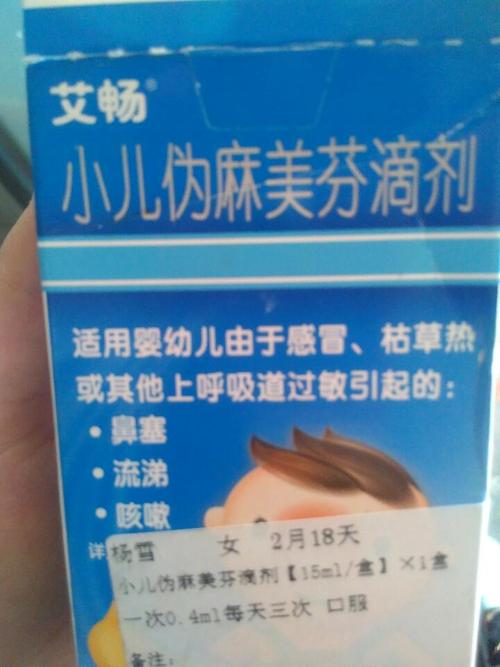 艾畅®
小儿伪麻美芬滴剂
适用婴幼儿由于感冒、枯草热
或其他上呼吸道过敏引起的:
• 鼻塞
• 流涕
• 咳嗽
详
杨雪 女 2月18天
小儿伪麻美芬滴剂【15ml/盒】×1盒
一次0.4ml每天三次 口服
备注: